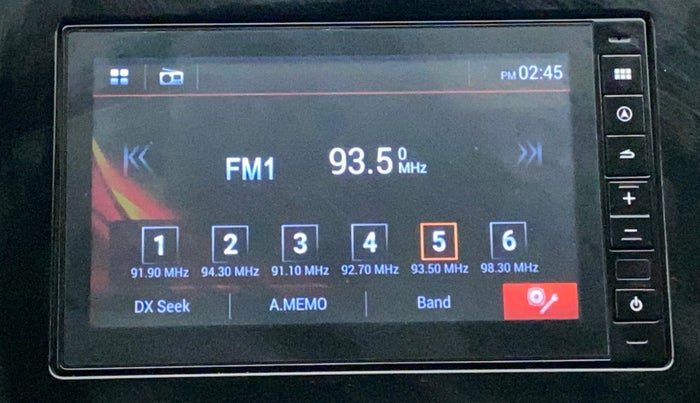 PM 02:45
FM1 93.5 0 MHz
1 2 3 4 5 6
91.90 MHz 94.30 MHz 91.10 MHz 92.70 MHz 93.50 MHz 98.30 MHz
DX Seek A.MEMO Band